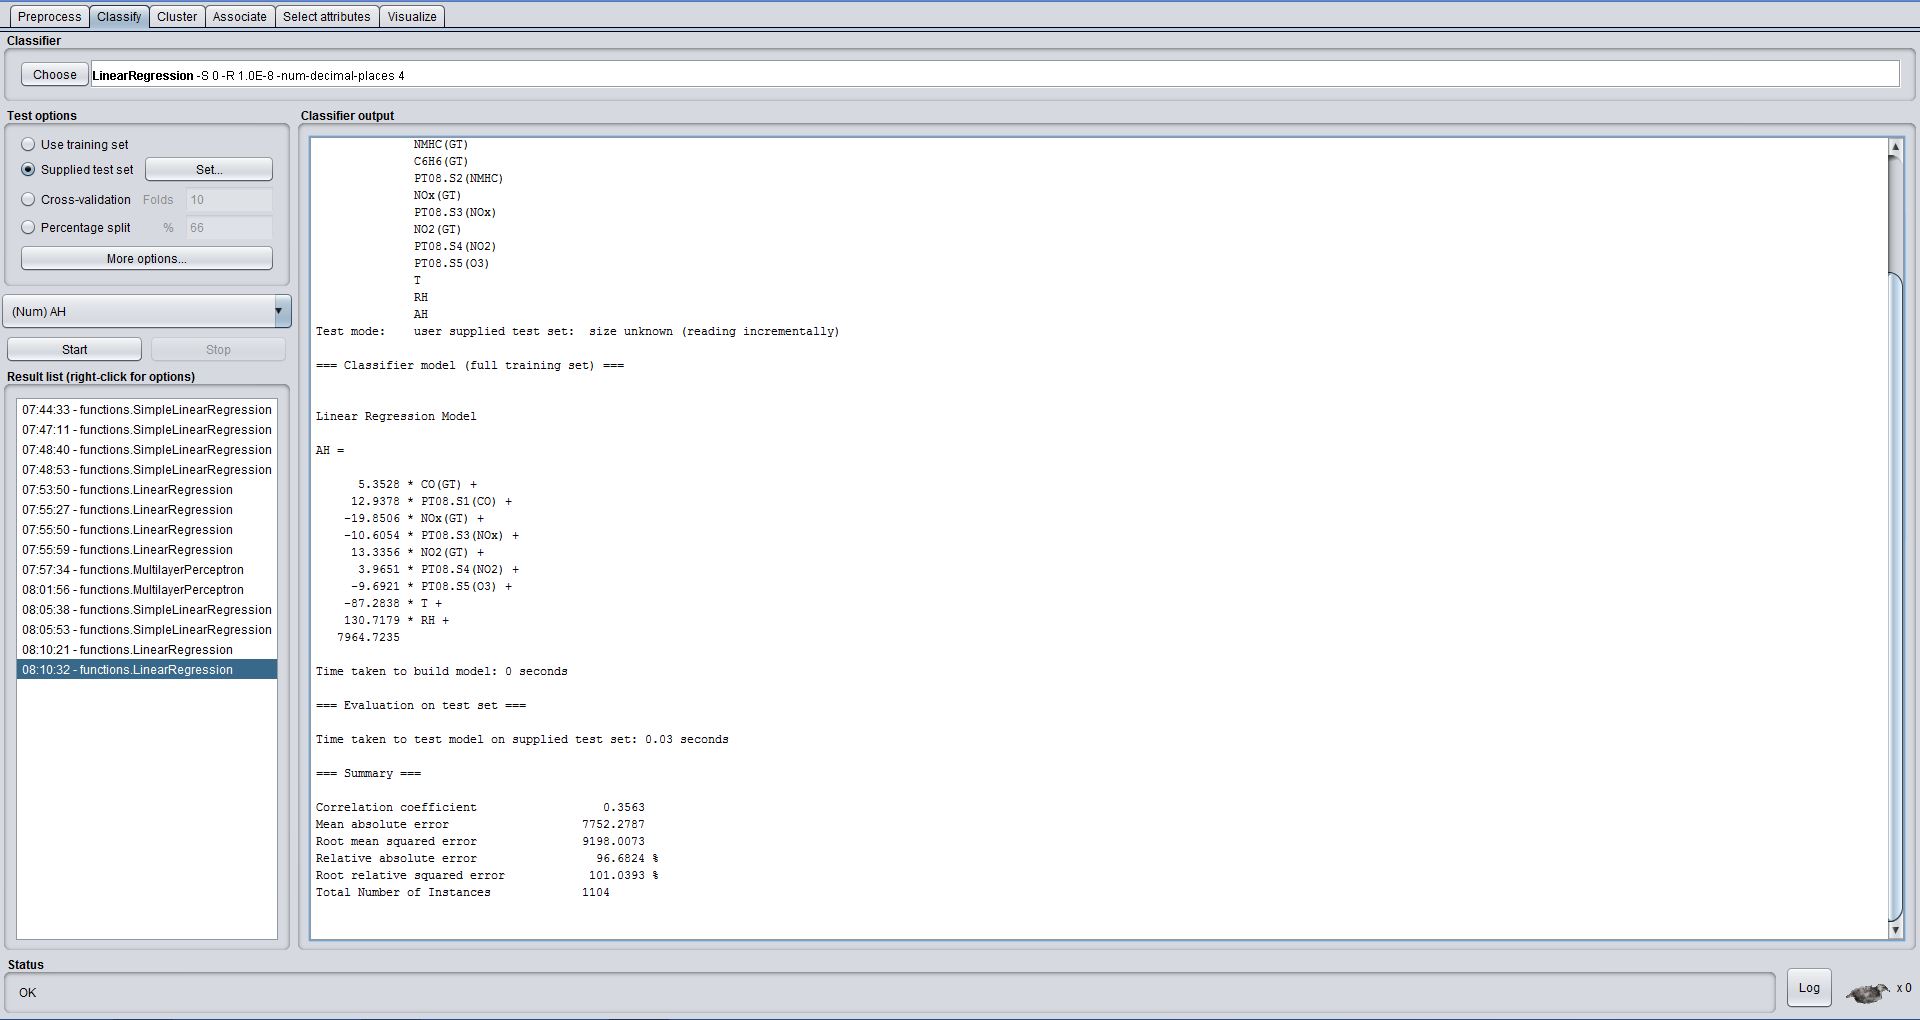 Preprocess Classify Cluster Associate Select attributes Visualize
Classifier
Choose LinearRegression -S 0 -R 1.0E-8 -num-decimal-places 4
Test options
Use training set
Supplied test set Set...
Cross-validation Folds 10
Percentage split % 66
More options...
(Num) AH
Start Stop
Result list (right-click for options)
07:44:33 - functions.SimpleLinearRegression
07:47:11 - functions.SimpleLinearRegression
07:48:40 - functions.SimpleLinearRegression
07:48:53 - functions.SimpleLinearRegression
07:53:50 - functions.LinearRegression
07:55:27 - functions.LinearRegression
07:55:50 - functions.LinearRegression
07:55:59 - functions.LinearRegression
07:57:34 - functions.MultilayerPerceptron
08:01:56 - functions.MultilayerPerceptron
08:05:38 - functions.SimpleLinearRegression
08:05:53 - functions.SimpleLinearRegression
08:10:21 - functions.LinearRegression
08:10:32 - functions.LinearRegression
Classifier output
NMHC(GT)
C6H6(GT)
PT08.S2(NMHC)
NOx(GT)
PT08.S3(NOx)
NO2(GT)
PT08.S4(NO2)
PT08.S5(O3)
T
RH
AH
Test mode: user supplied test set: size unknown (reading incrementally)
=== Classifier model (full training set) ===
Linear Regression Model
AH =
5.3528 * CO(GT) +
12.9378 * PT08.S1(CO) +
-19.8506 * NOx(GT) +
-10.6054 * PT08.S3(NOx) +
13.3356 * NO2(GT) +
3.9651 * PT08.S4(NO2) +
-9.6921 * PT08.S5(O3) +
-87.2838 * T +
130.7179 * RH +
7964.7235
Time taken to build model: 0 seconds
=== Evaluation on test set ===
Time taken to test model on supplied test set: 0.03 seconds
=== Summary ===
Correlation coefficient 0.3563
Mean absolute error 7752.2787
Root mean squared error 9198.0073
Relative absolute error 96.6824 %
Root relative squared error 101.0393 %
Total Number of Instances 1104
Status
OK
Log x 0